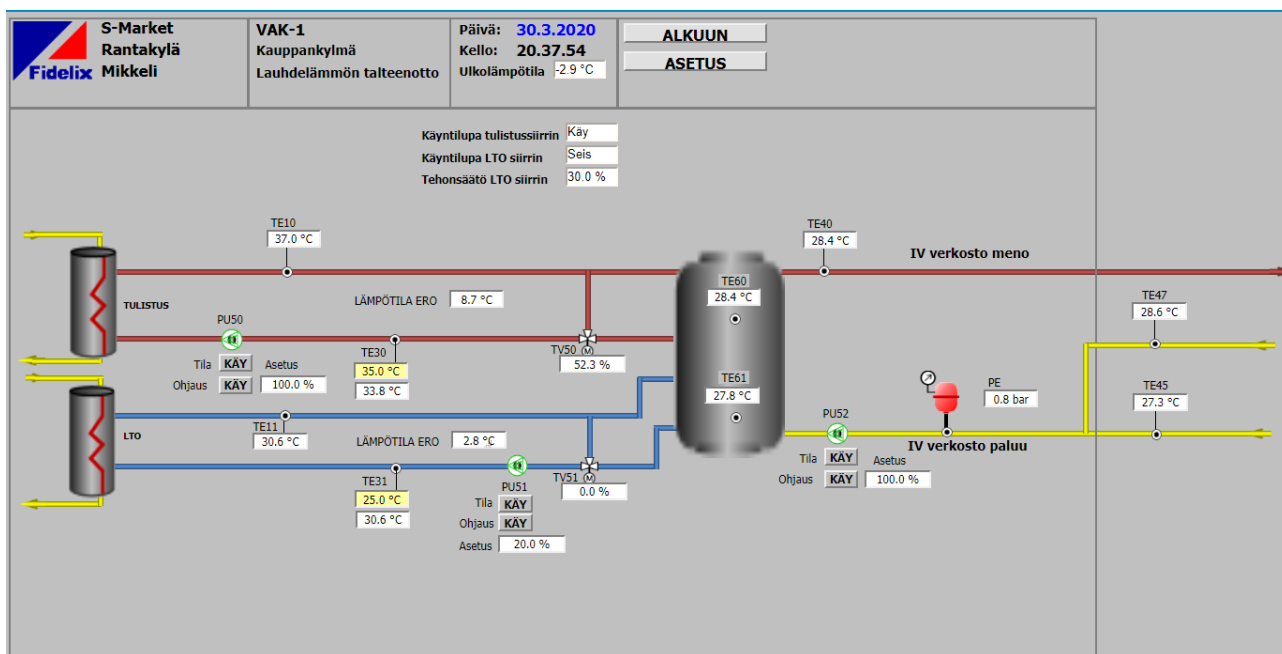 S-Market
Rantakylä
Mikkeli
Fidelix
VAK-1
Kauppankylmä
Lauhdelämmön talteenotto
Päivä: 30.3.2020
Kello: 20.37.54
Ulkolämpötila -2.9 °C
ALKUUN
ASETUS
Käyntilupa tulistussiirrin Käy
Käyntilupa LTO siirrin Seis
Tehonsäätö LTO siirrin 30.0 %
TE10
37.0 °C
TE40
28.4 °C
IV verkosto meno
TULISTUS
LÄMPÖTILA ERO 8.7 °C
TE60
28.4 °C
TE47
28.6 °C
PU50
Tila KÄY Asetus
Ohjaus KÄY 100.0 %
TE30
35.0 °C
33.8 °C
TV50 M
52.3 %
TE61
27.8 °C
PE
0.8 bar
TE45
27.3 °C
LTO
TE11
30.6 °C
LÄMPÖTILA ERO 2.8 °C
PU52
IV verkosto paluu
Tila KÄY Asetus
Ohjaus KÄY 100.0 %
TE31
25.0 °C
30.6 °C
PU51
Tila KÄY
Ohjaus KÄY
Asetus 20.0 %
TV51 M
0.0 %